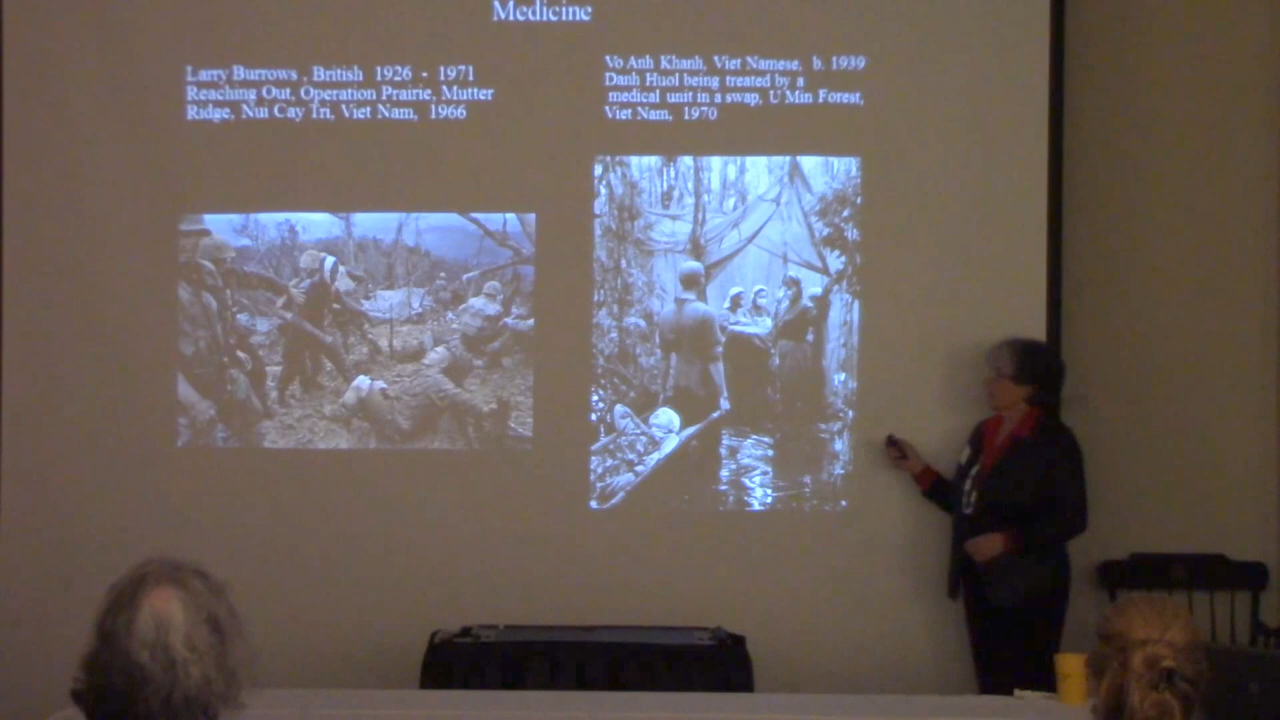 Medicine
Larry Burrows , British 1926 - 1971
Reaching Out, Operation Prairie, Mutter
Ridge, Nui Cay Tri, Viet Nam, 1966
Vo Anh Khanh, Viet Namese, b. 1939
Danh Huol being treated by a
medical unit in a swap, U Min Forest,
Viet Nam, 1970